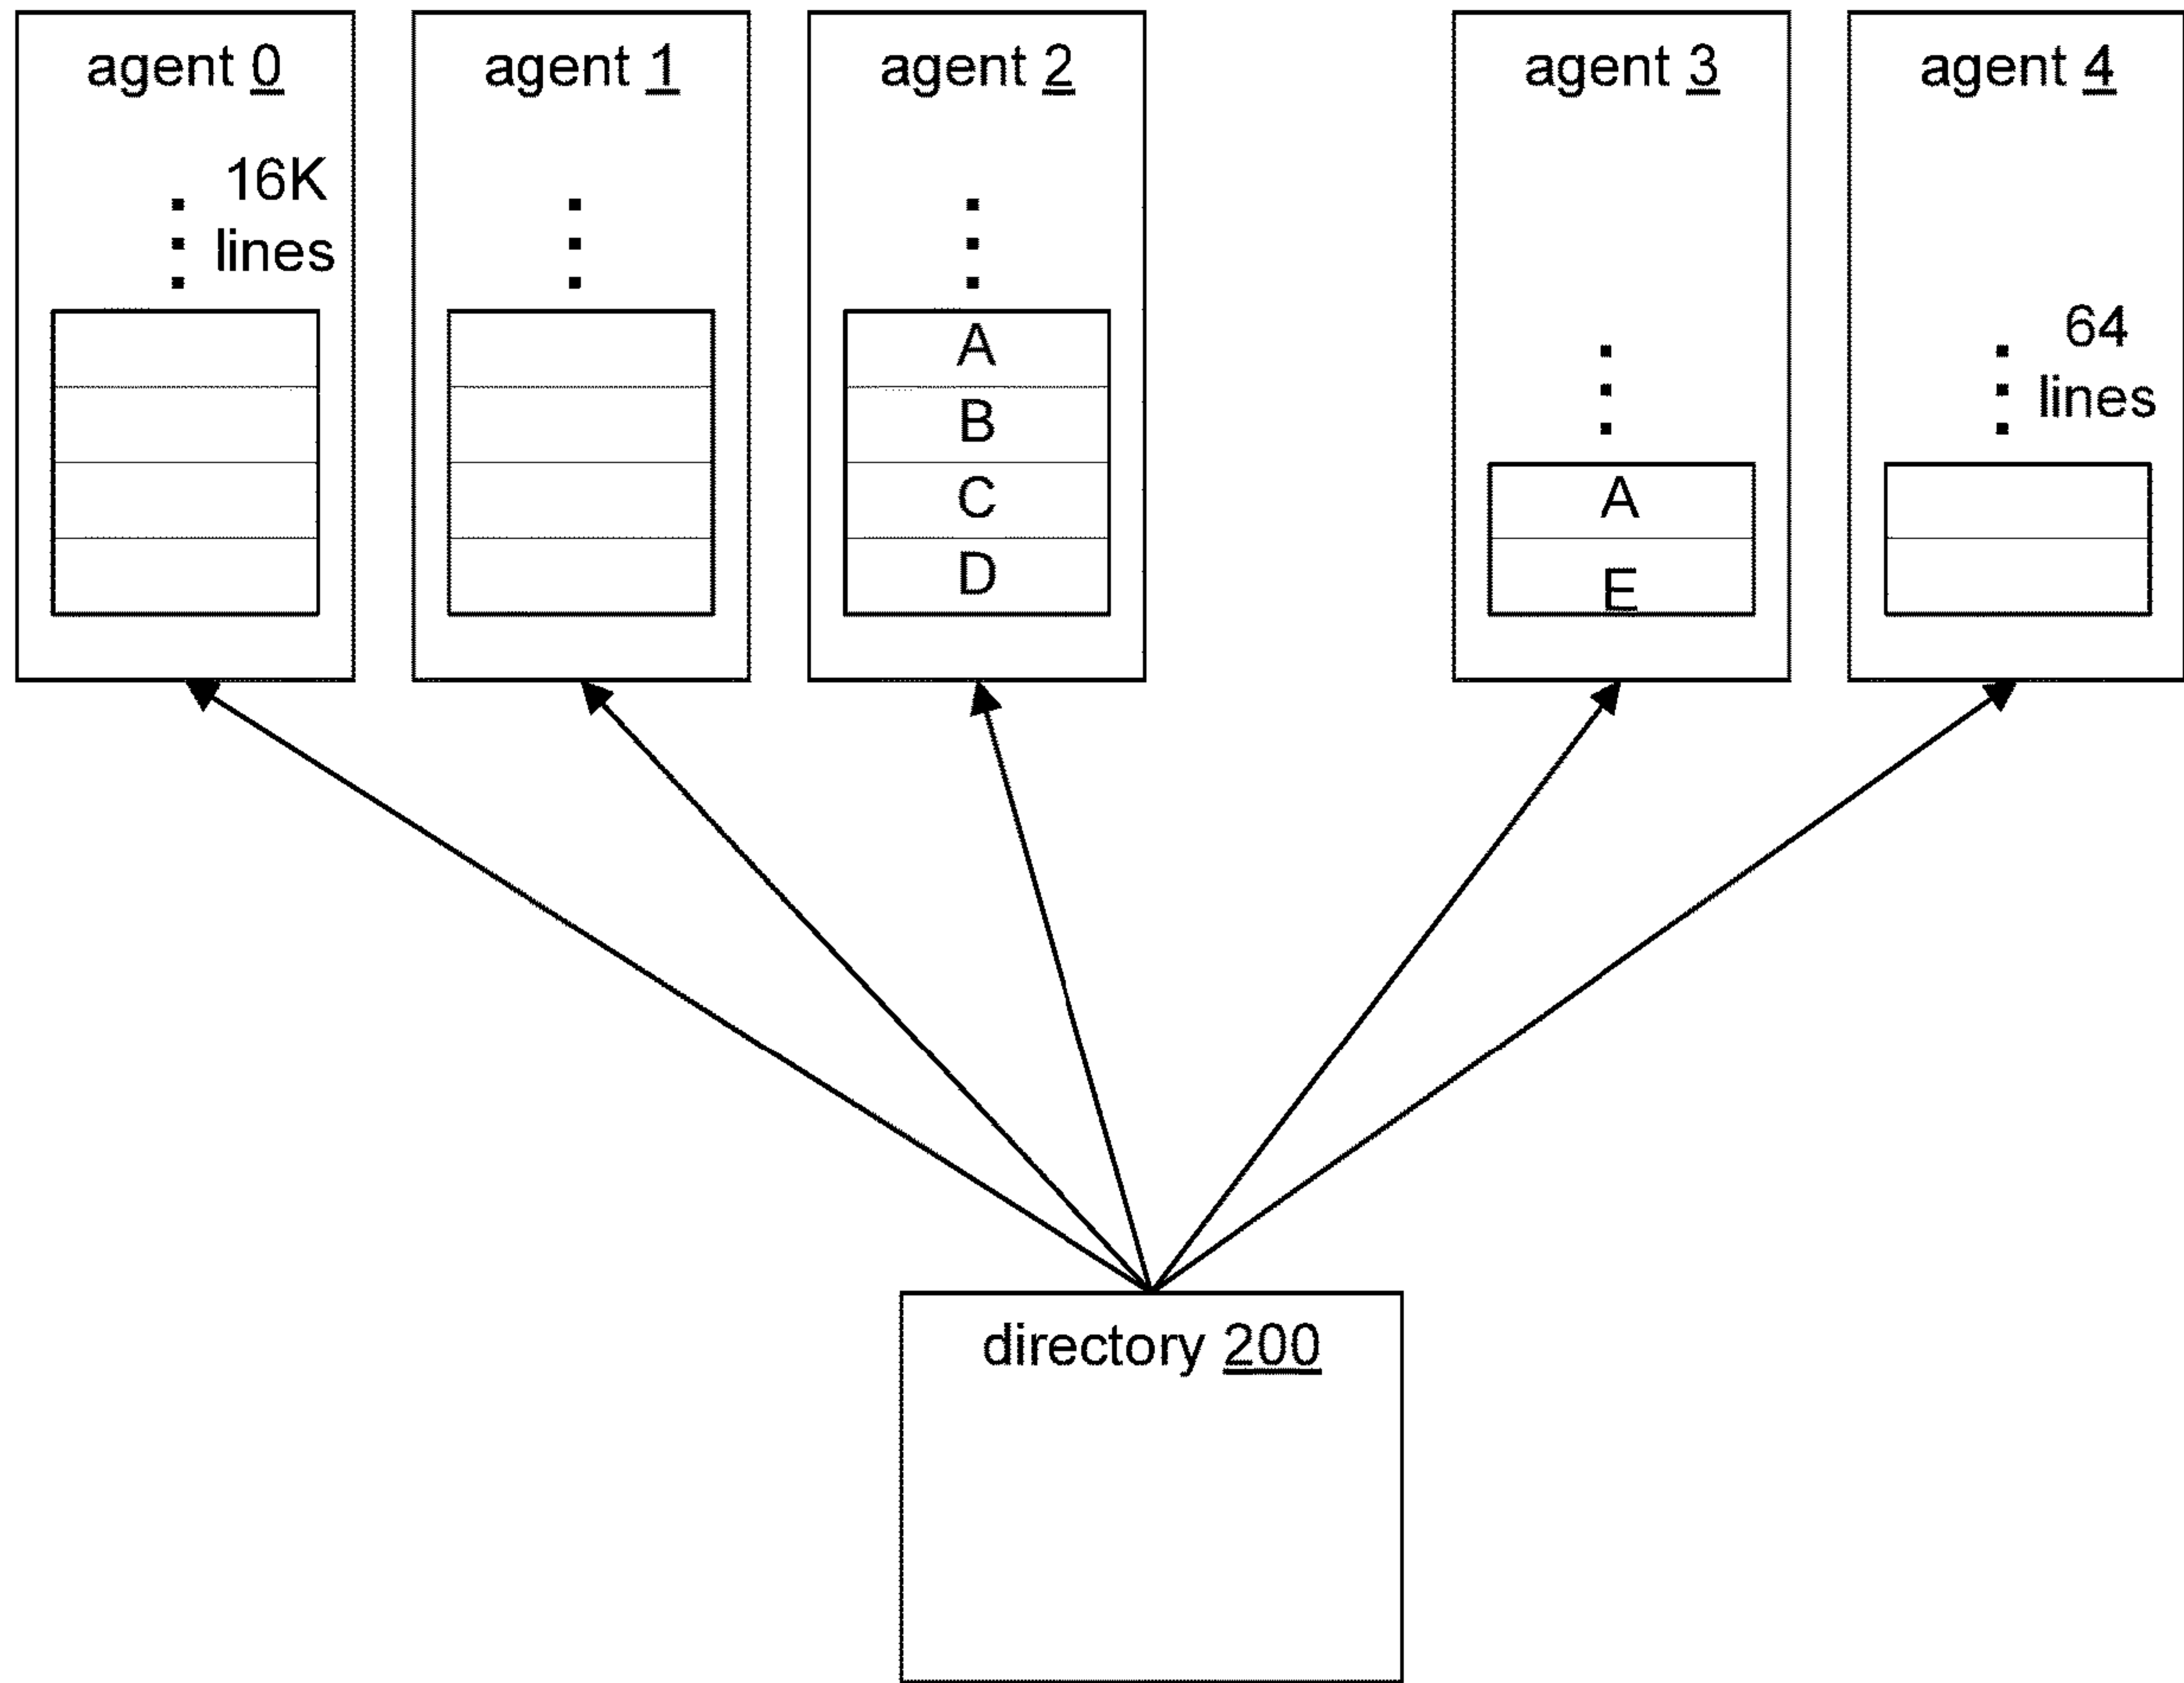 agent 0
16K
lines
agent 1
agent 2
A
B
C
D
agent 3
A
E
agent 4
64
lines
directory 200